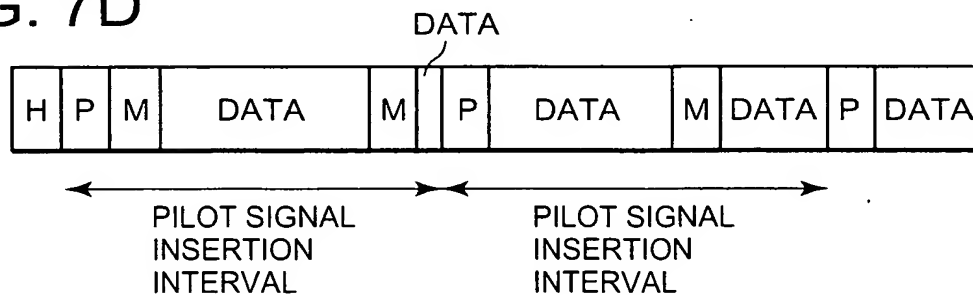 G. 7D
DATA
H P M DATA M P DATA M DATA P DATA
PILOT SIGNAL PILOT SIGNAL
INSERTION INSERTION
INTERVAL INTERVAL